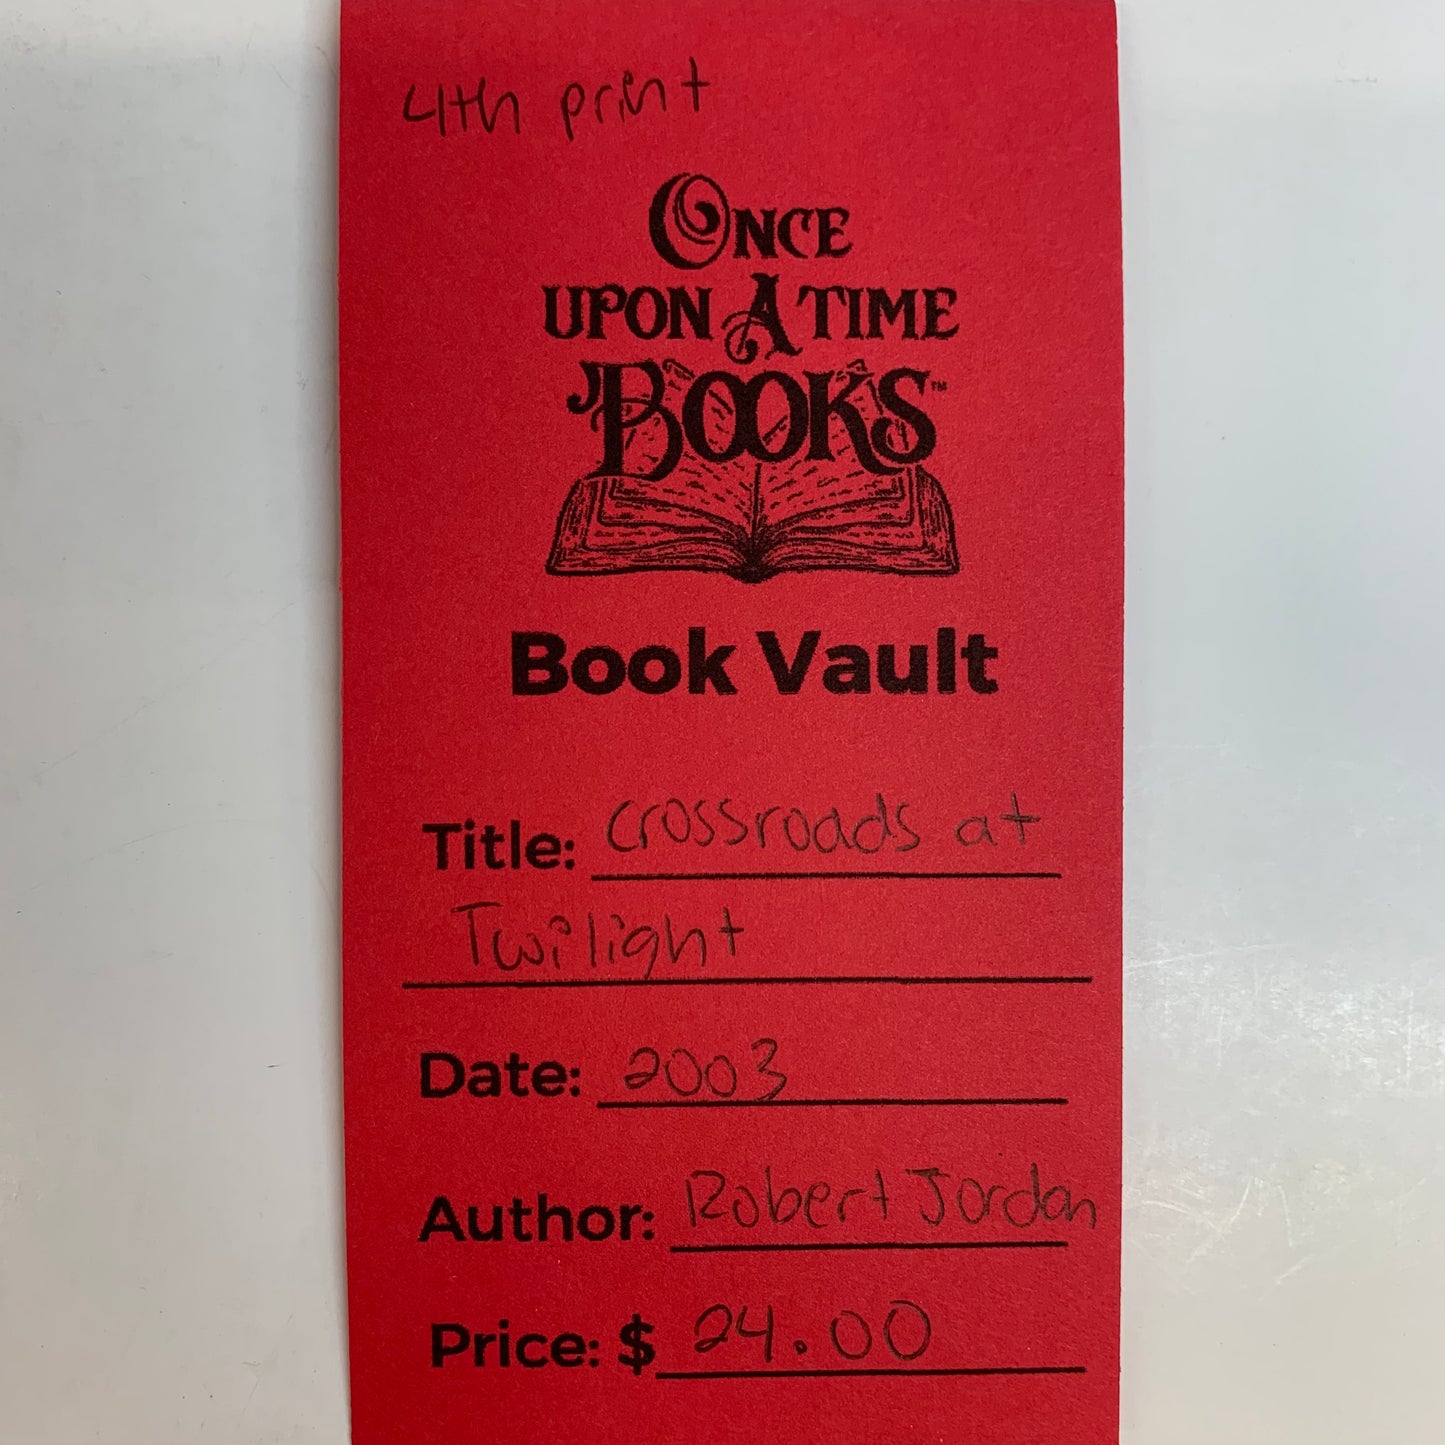 4th print
ONCE
UPON A TIME
BOOKS™
Book Vault
Title: Crossroads at
Twilight
Date: 2003
Author: Robert Jordan
Price: $ 24.00